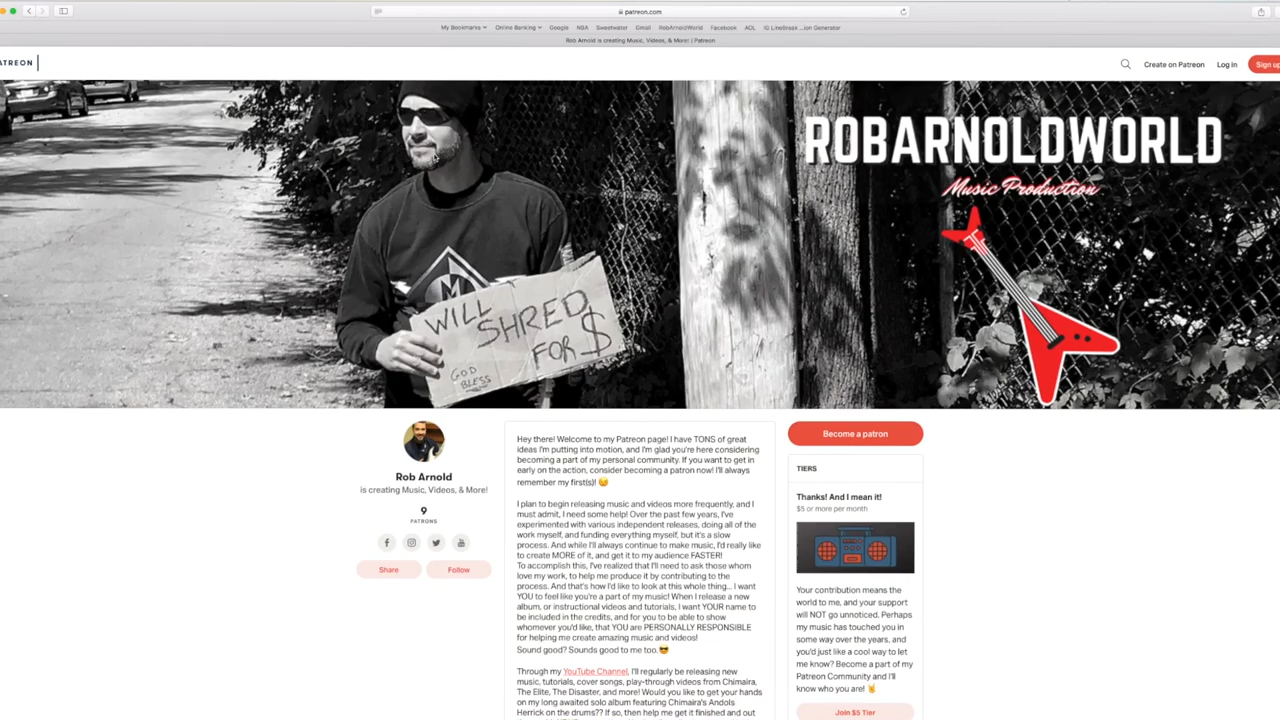 patreon.com
My Bookmarks Online Banking Google NBA Sweetwater Gmail RobArnoldWorld Facebook AOL IG LineBreak ...ion Generator
Rob Arnold is creating Music, Videos, & More! | Patreon
ATREON
Create on Patreon Log in Sign up
ROBARNOLDWORLD
Music Production
WILL
SHRED
FOR $
GOD
BLESS
Rob Arnold
is creating Music, Videos, & More!
9
PATRONS
Share Follow
Hey there! Welcome to my Patreon page! I have TONS of great
ideas I'm putting into motion, and I'm glad you're here considering
becoming a part of my personal community. If you want to get in
early on the action, consider becoming a patron now! I'll always
remember my first(s)! 😏
I plan to begin releasing music and videos more frequently, and I
must admit, I need some help! Over the past few years, I've
experimented with various independent releases, doing all of the
work myself, and funding everything myself, but it's a slow
process. And while I'll always continue to make music, I'd really like
to create MORE of it, and get it to my audience FASTER!
To accomplish this, I've realized that I'll need to ask those whom
love my work, to help me produce it by contributing to the
process. And that's how I'd like to look at this whole thing... I want
YOU to feel like you're a part of my music! When I release a new
album, or instructional videos and tutorials, I want YOUR name to
be included in the credits, and for you to be able to show
whomever you'd like, that YOU are PERSONALLY RESPONSIBLE
for helping me create amazing music and videos!
Sound good? Sounds good to me too. 😎
Through my YouTube Channel, I'll regularly be releasing new
music, tutorials, cover songs, play-through videos from Chimaira,
The Elite, The Disaster, and more! Would you like to get your hands
on my long awaited solo album featuring Chimaira's Andols
Herrick on the drums?? If so, then help me get it finished and out
Become a patron
TIERS
Thanks! And I mean it!
$5 or more per month
Your contribution means the
world to me, and your support
will NOT go unnoticed. Perhaps
my music has touched you in
some way over the years, and
you'd just like a cool way to let
me know? Become a part of my
Patreon Community and I'll
know who you are! 🤘
Join $5 Tier